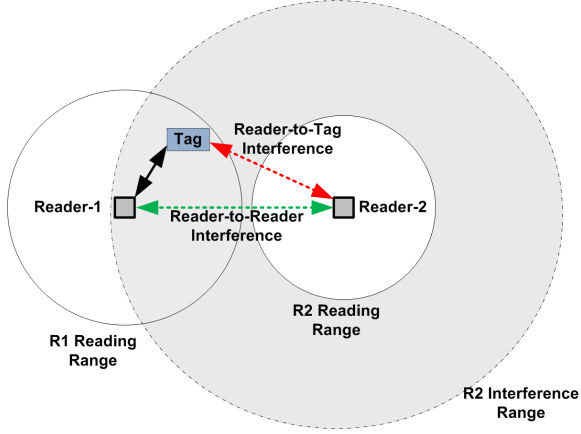 Tag
Reader-to-Tag
Interference
Reader-1
Reader-2
Reader-to-Reader
Interference
R2 Reading
Range
R1 Reading
Range
R2 Interference
Range